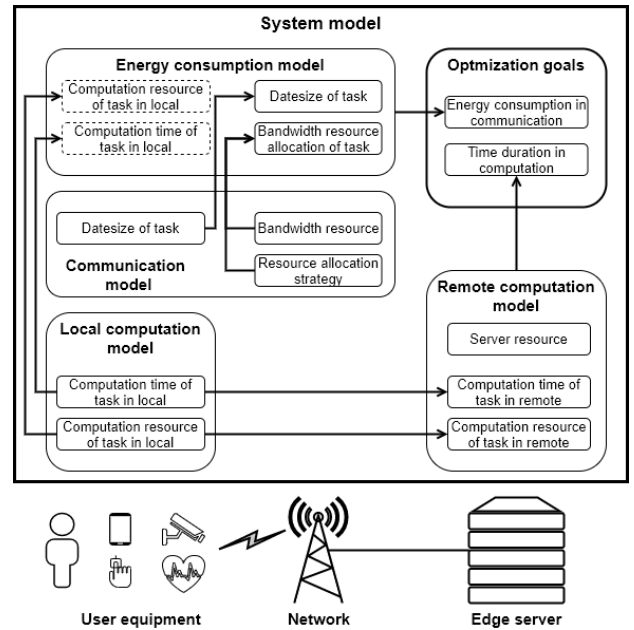 System model
Energy consumption model
Computation resource
of task in local
Computation time of
task in local
Datesize of task
Bandwidth resource
allocation of task
Optmization goals
Energy consumption in
communication
Time duration in
computation
Datesize of task
Communication
model
Bandwidth resource
Resource allocation
strategy
Local computation
model
Computation time of
task in local
Computation resource
of task in local
Remote computation
model
Server resource
Computation time of
task in remote
Computation resource
of task in remote
User equipment
Network
Edge server